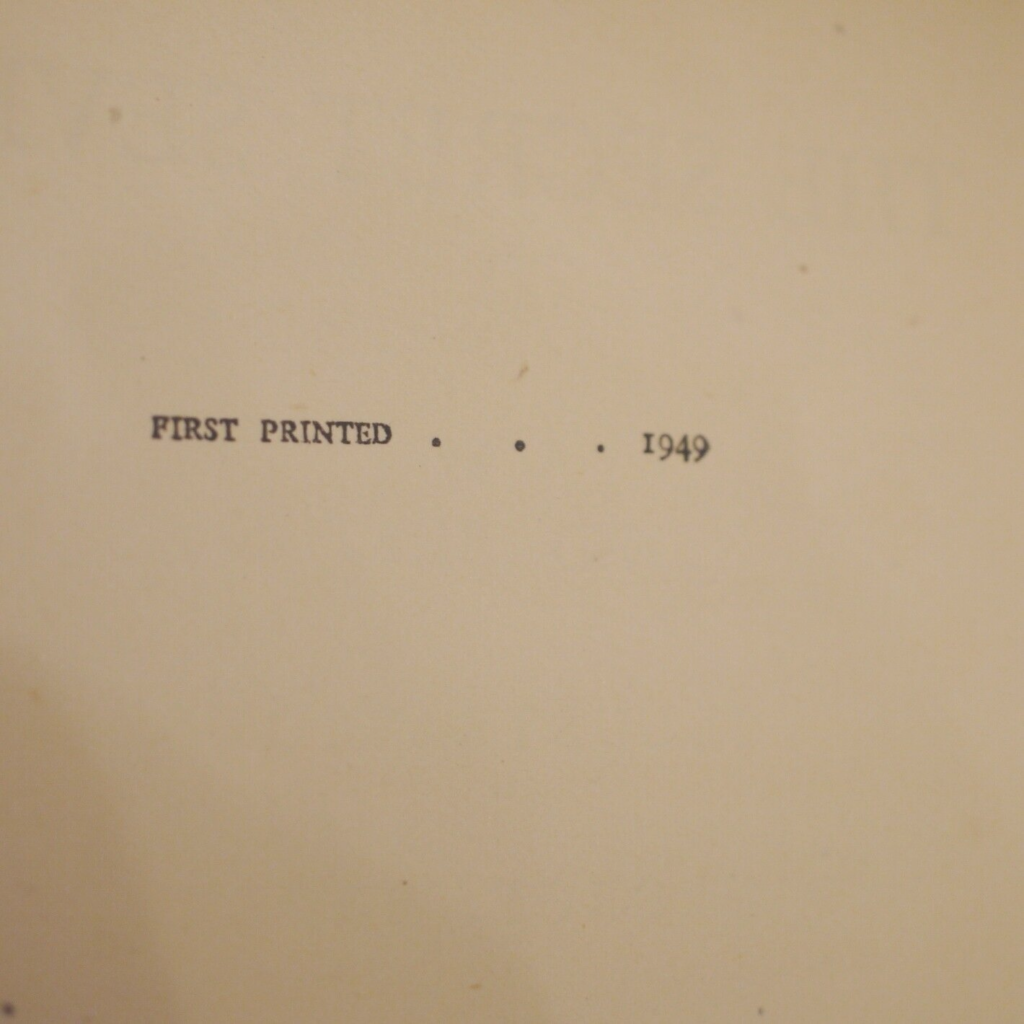 FIRST PRINTED . . . 1949